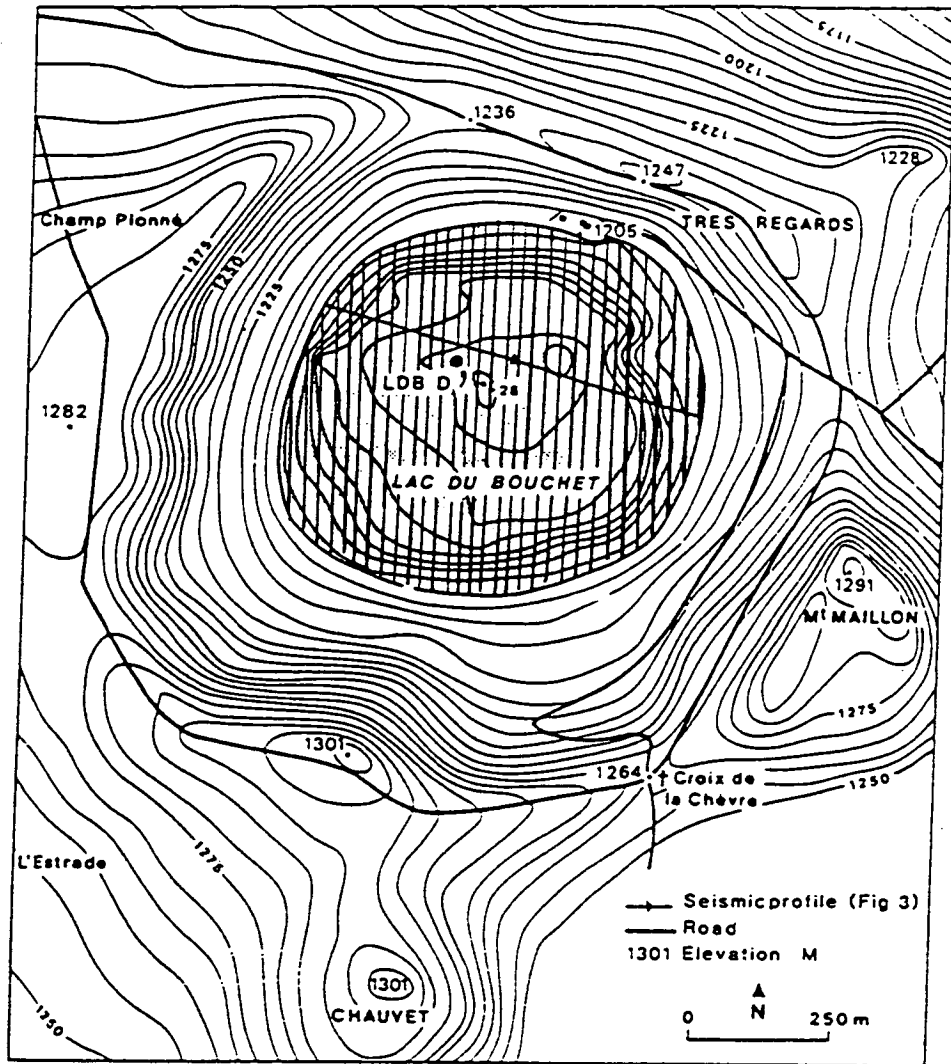 1175
1200
1225
1236
1228
1247
Champ Plonné
TRES REGARDS
1205
1275
1250
1225
LDB D
28
1282
LAC DU BOUCHET
1291
Mt MAILLON
1275
1301
1264
† Croix de
la Chèvre
1250
1275
L'Estrade
Seismicprofile (Fig 3)
Road
1301 Elevation M
1301
CHAUVET
N
0 250 m
1250